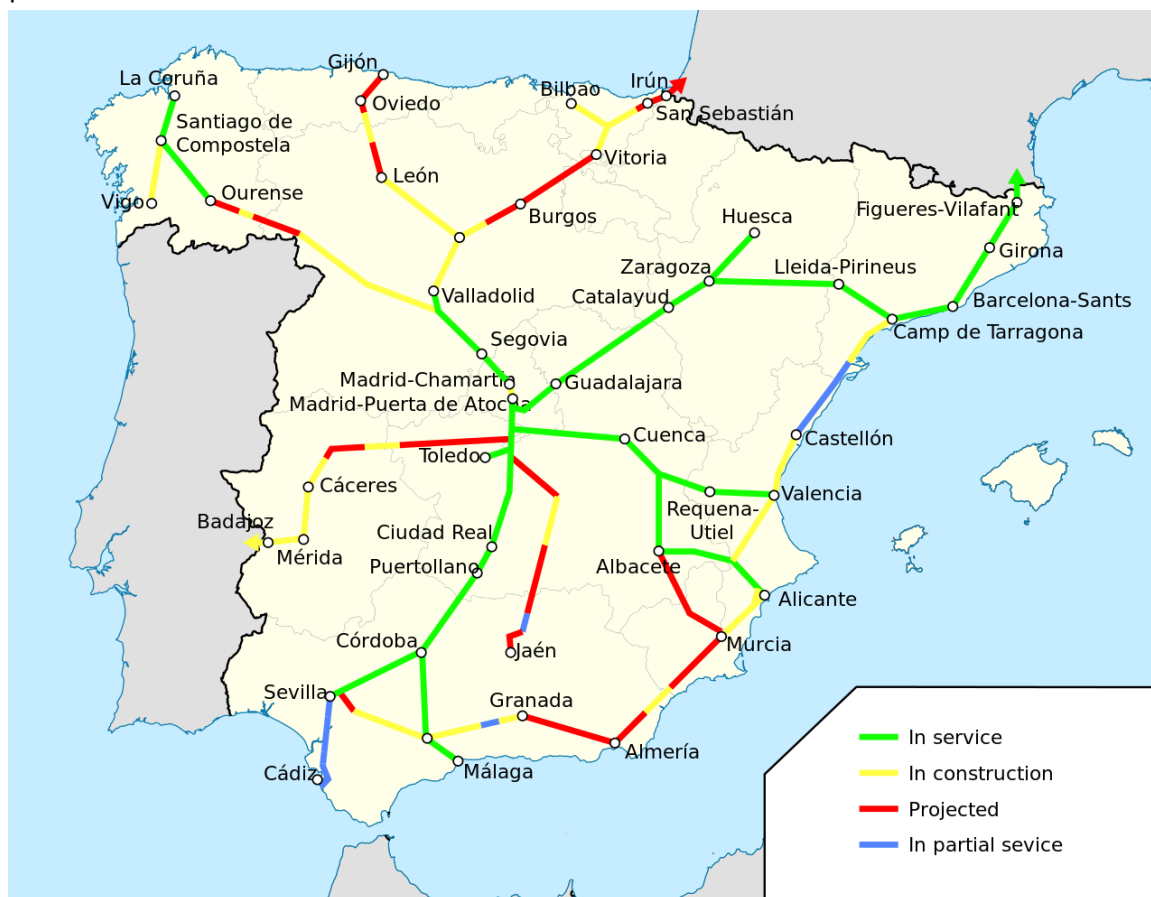 Gijón
La Coruña
Oviedo
Bilbao
Irún
San Sebastián
Santiago de
Compostela
Vitoria
León
Ourense
Vigo
Burgos
Huesca
Figueres-Vilafant
Girona
Zaragoza
Lleida-Pirineus
Valladolid
Catalayud
Barcelona-Sants
Camp de Tarragona
Segovia
Madrid-Chamartin
Guadalajara
Madrid-Puerta de Atocha
Cuenca
Castellón
Toledo
Cáceres
Valencia
Requena-
Utiel
Badajoz
Mérida
Ciudad Real
Puertollano
Albacete
Alicante
Córdoba
Jaén
Murcia
Sevilla
Granada
Almería
Cádiz
Málaga
In service
In construction
Projected
In partial sevice